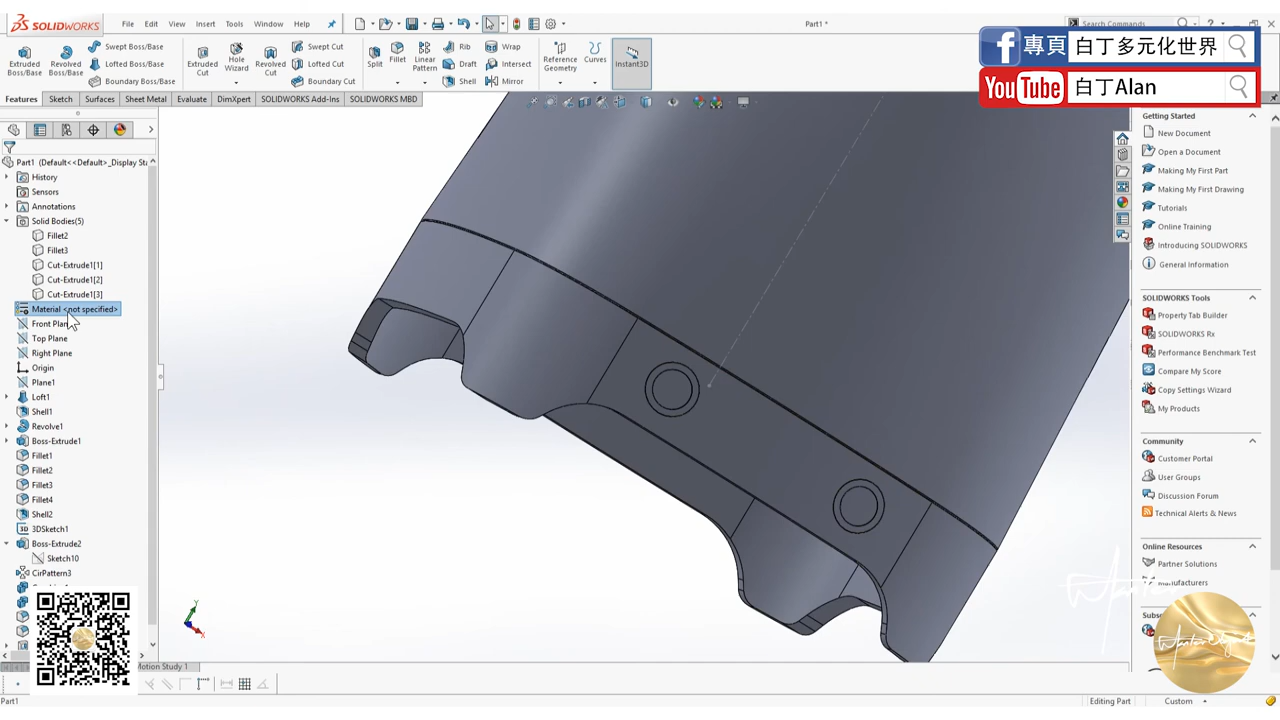 SOLIDWORKS
File Edit View Insert Tools Window Help
Part1 *
Search Commands
專頁 白丁多元化世界
YouTube 白丁Alan
Extruded Boss/Base
Revolved Boss/Base
Swept Boss/Base
Lofted Boss/Base
Boundary Boss/Base
Extruded Cut
Hole Wizard
Revolved Cut
Swept Cut
Lofted Cut
Boundary Cut
Split
Fillet
Linear Pattern
Rib
Draft
Shell
Wrap
Intersect
Mirror
Reference Geometry
Curves
Instant3D
Features Sketch Surfaces Sheet Metal Evaluate DimXpert SOLIDWORKS Add-Ins SOLIDWORKS MBD
Part1 (Default<<Default>_Display Sta
History
Sensors
Annotations
Solid Bodies(5)
Fillet2
Fillet3
Cut-Extrude1[1]
Cut-Extrude1[2]
Cut-Extrude1[3]
Material <not specified>
Front Plan
Top Plane
Right Plane
Origin
Plane1
Loft1
Shell1
Revolve1
Boss-Extrude1
Fillet1
Fillet2
Fillet3
Fillet4
Shell2
3DSketch1
Boss-Extrude2
Sketch10
CirPattern3
Motion Study 1
Part1
Getting Started
New Document
Open a Document
Making My First Part
Making My First Drawing
Tutorials
Online Training
Introducing SOLIDWORKS
General Information
SOLIDWORKS Tools
Property Tab Builder
SOLIDWORKS Rx
Performance Benchmark Test
Compare My Score
Copy Settings Wizard
My Products
Community
Customer Portal
User Groups
Discussion Forum
Technical Alerts & News
Online Resources
Partner Solutions
Manufacturers
Editing Part
Custom